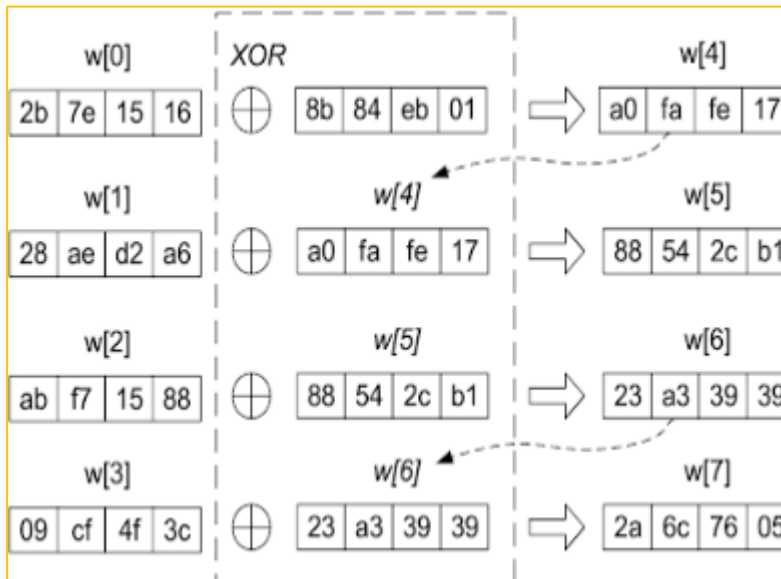 w[0] XOR w[4]
2b 7e 15 16 8b 84 eb 01 a0 fa fe 17
w[1] w[4] w[5]
28 ae d2 a6 a0 fa fe 17 88 54 2c b1
w[2] w[5] w[6]
ab f7 15 88 88 54 2c b1 23 a3 39 39
w[3] w[6] w[7]
09 cf 4f 3c 23 a3 39 39 2a 6c 76 05